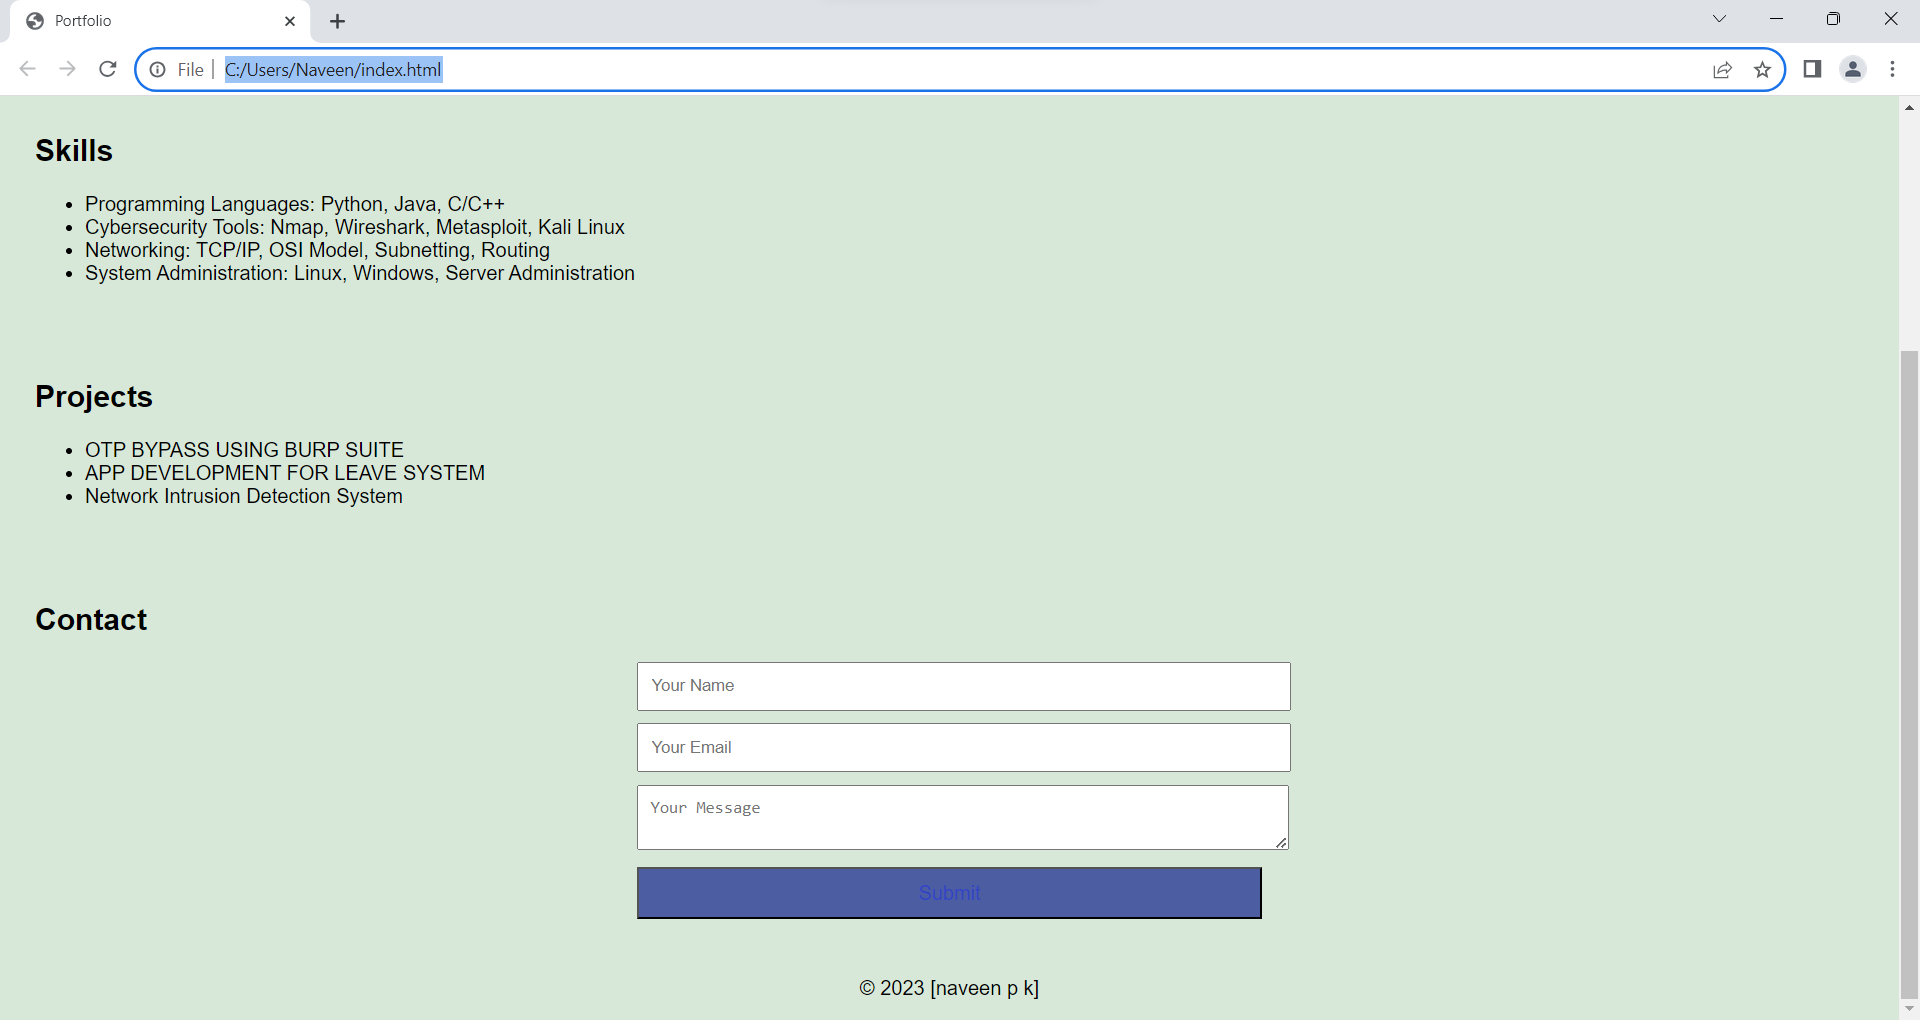 Portfolio
File C:/Users/Naveen/index.html
Skills
Programming Languages: Python, Java, C/C++
Cybersecurity Tools: Nmap, Wireshark, Metasploit, Kali Linux
Networking: TCP/IP, OSI Model, Subnetting, Routing
System Administration: Linux, Windows, Server Administration
Projects
OTP BYPASS USING BURP SUITE
APP DEVELOPMENT FOR LEAVE SYSTEM
Network Intrusion Detection System
Contact
Your Name
Your Email
Your Message
Submit
© 2023 [naveen p k]